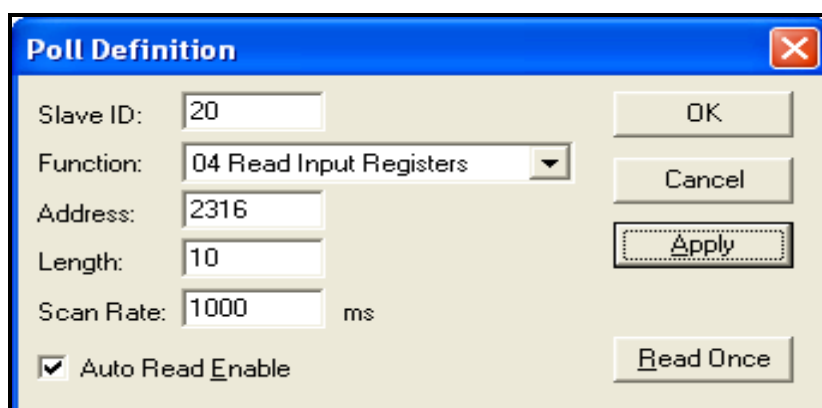 Poll Definition
Slave ID: 20
OK
Function: 04 Read Input Registers
Cancel
Address: 2316
Apply
Length: 10
Scan Rate: 1000 ms
Auto Read Enable
Read Once